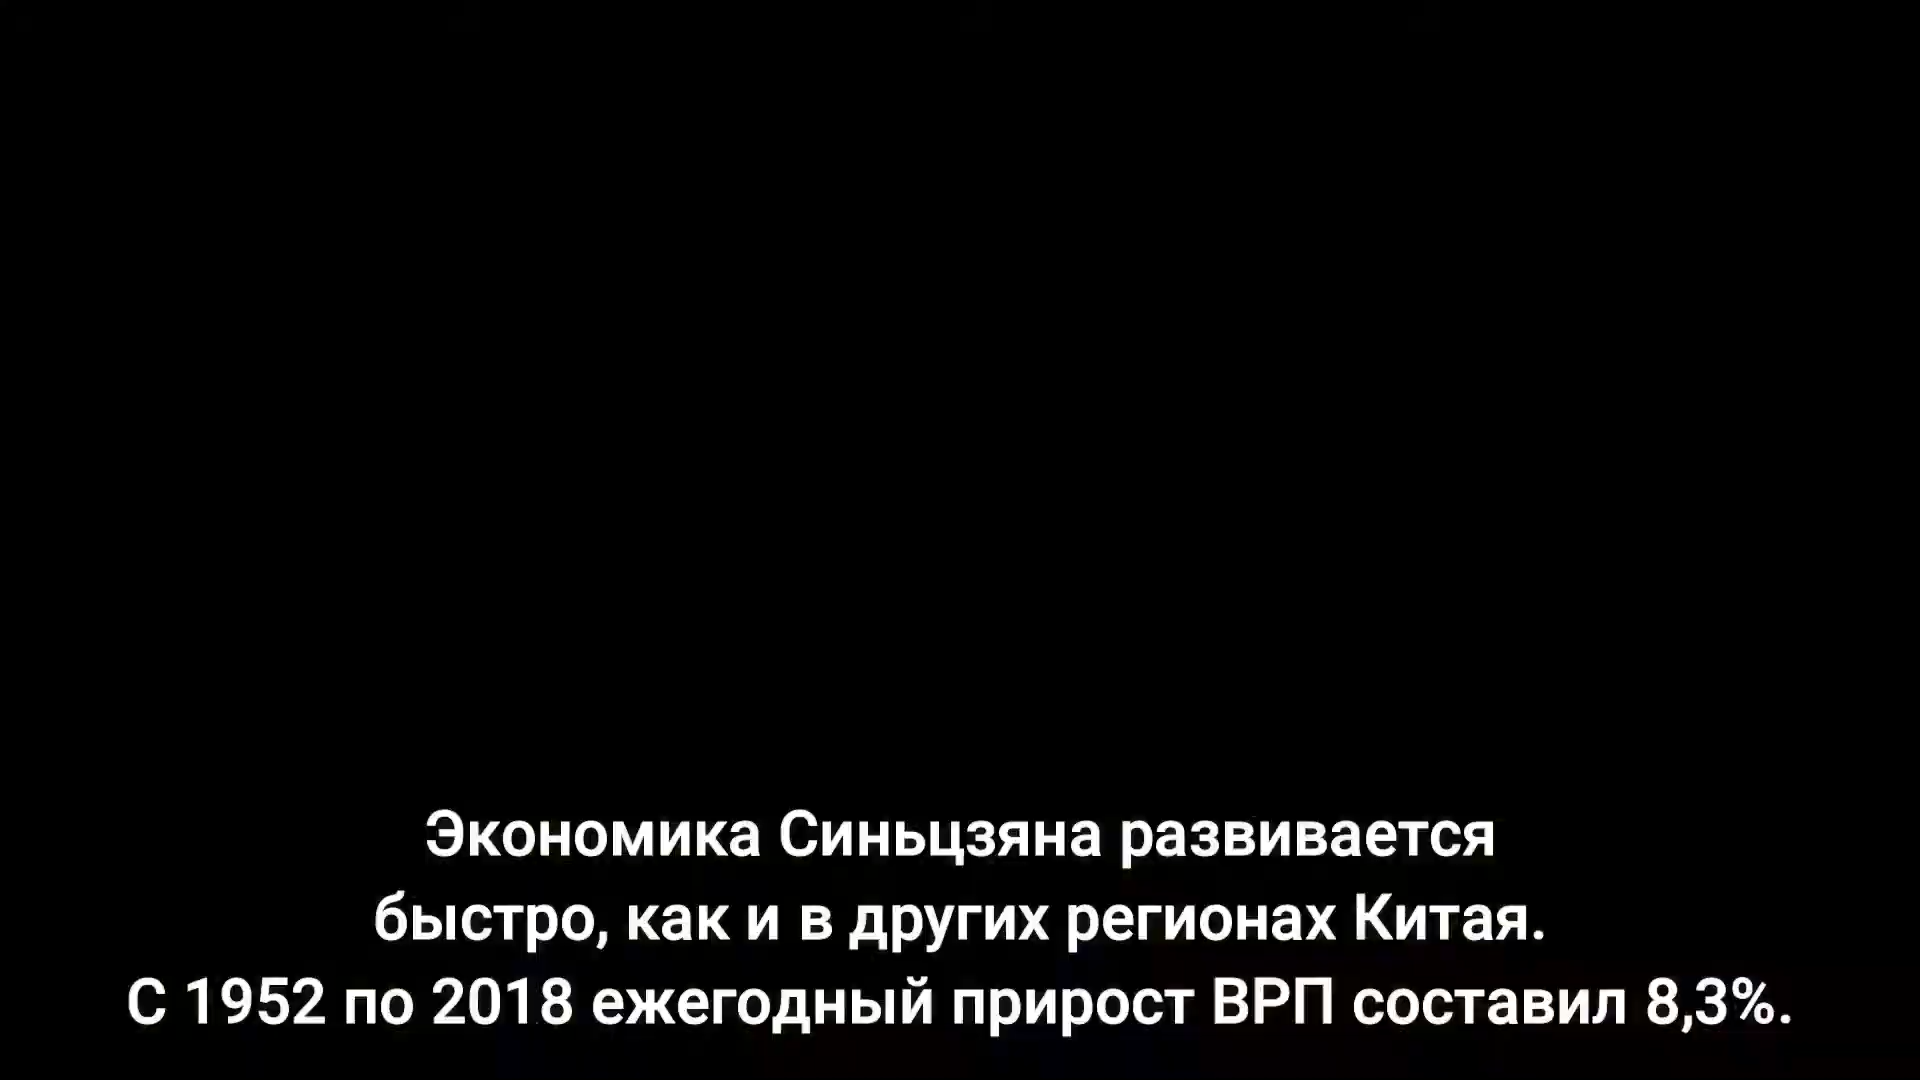 Экономика Синьцзяна развивается
быстро, как и в других регионах Китая.
С 1952 по 2018 ежегодный прирост ВРП составил 8,3%.